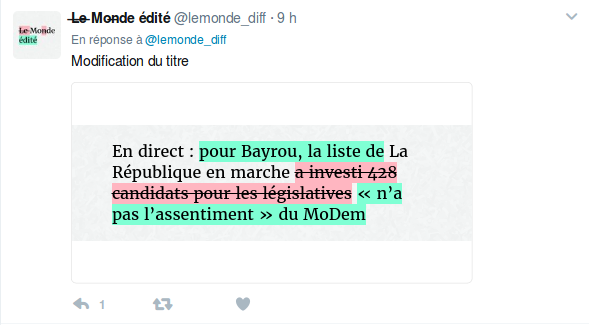 Le Monde
édité
Le Monde édité @lemonde_diff · 9 h
En réponse à @lemonde_diff
Modification du titre
En direct : pour Bayrou, la liste de La
République en marche a investi 428
candidats pour les législatives « n’a
pas l’assentiment » du MoDem
1